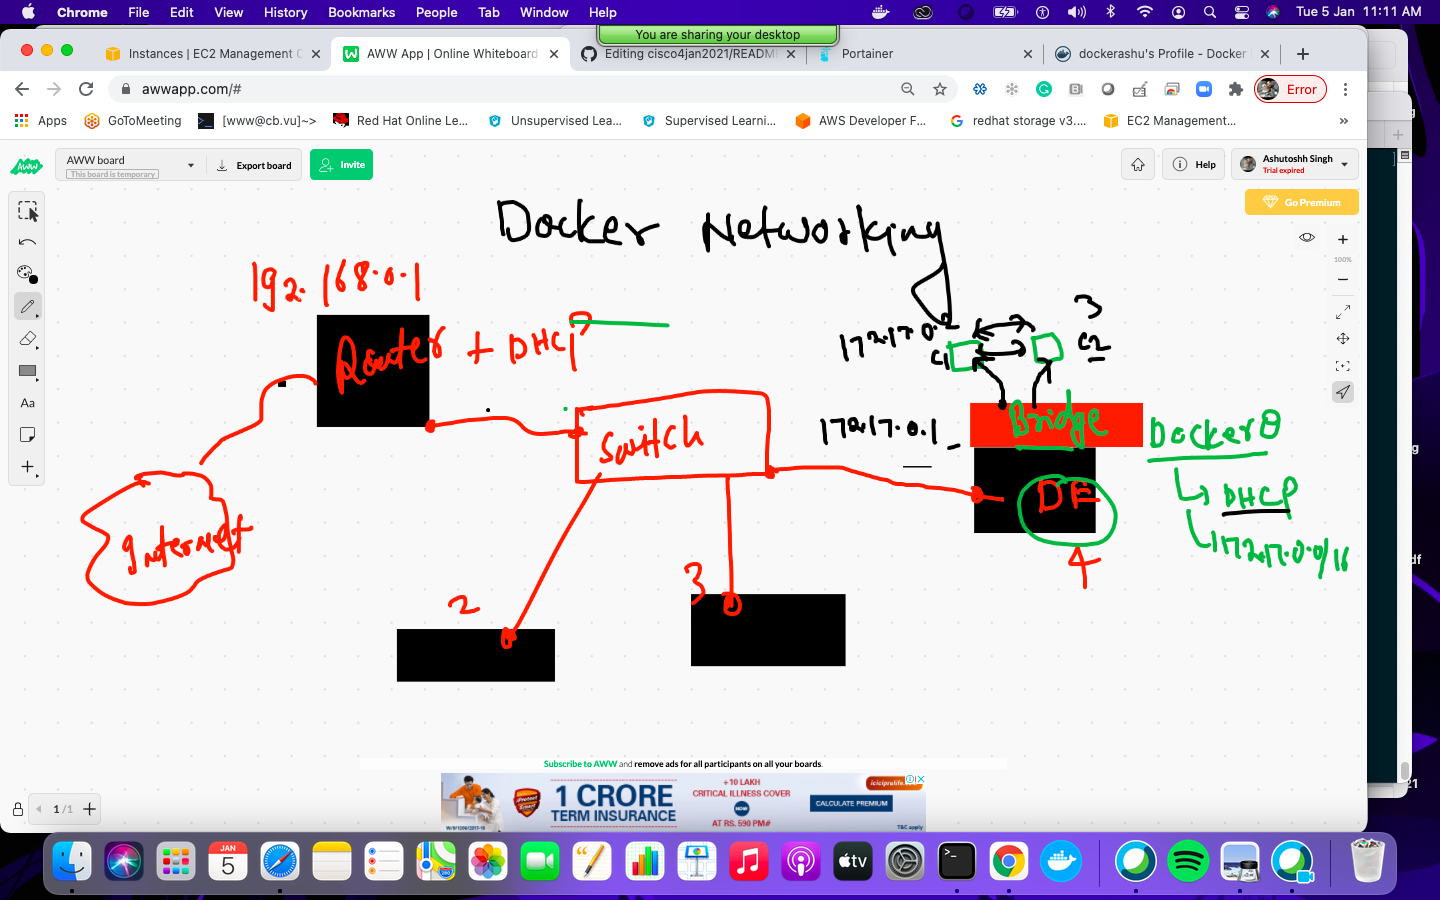 Chrome File Edit View History Bookmarks People Tab Window Help Tue 5 Jan 11:11 AM
You are sharing your desktop
Instances | EC2 Management C
AWW App | Online Whiteboard
Editing cisco4jan2021/READM
Portainer
dockerashu's Profile - Docker
awwapp.com/#
Error
Apps GoToMeeting [www@cb.vu]~> Red Hat Online Le... Unsupervised Lea... Supervised Learni... AWS Developer F... redhat storage v3.... EC2 Management... »
AWW
AWW board
This board is temporary
Export board
Invite
Help
Ashutoshh Singh
Trial expired
Go Premium
100%
Aa
Docker Networking
192.168.0.1
Router + DHCP
3
172.17.0.2
C1
C2
Switch
172.17.0.1
Bridge
Docker0
DHCP
172.17.0.0/16
DE
4
Internet
2
3
Subscribe to AWW and remove ads for all participants on all your boards.
1 CRORE
TERM INSURANCE
+10 LAKH
CRITICAL ILLNESS COVER
NOW
AT RS. 590 PM#
iciciprulife
CALCULATE PREMIUM
T&C apply
1 / 1
JAN
5
tv
g
g
df
21